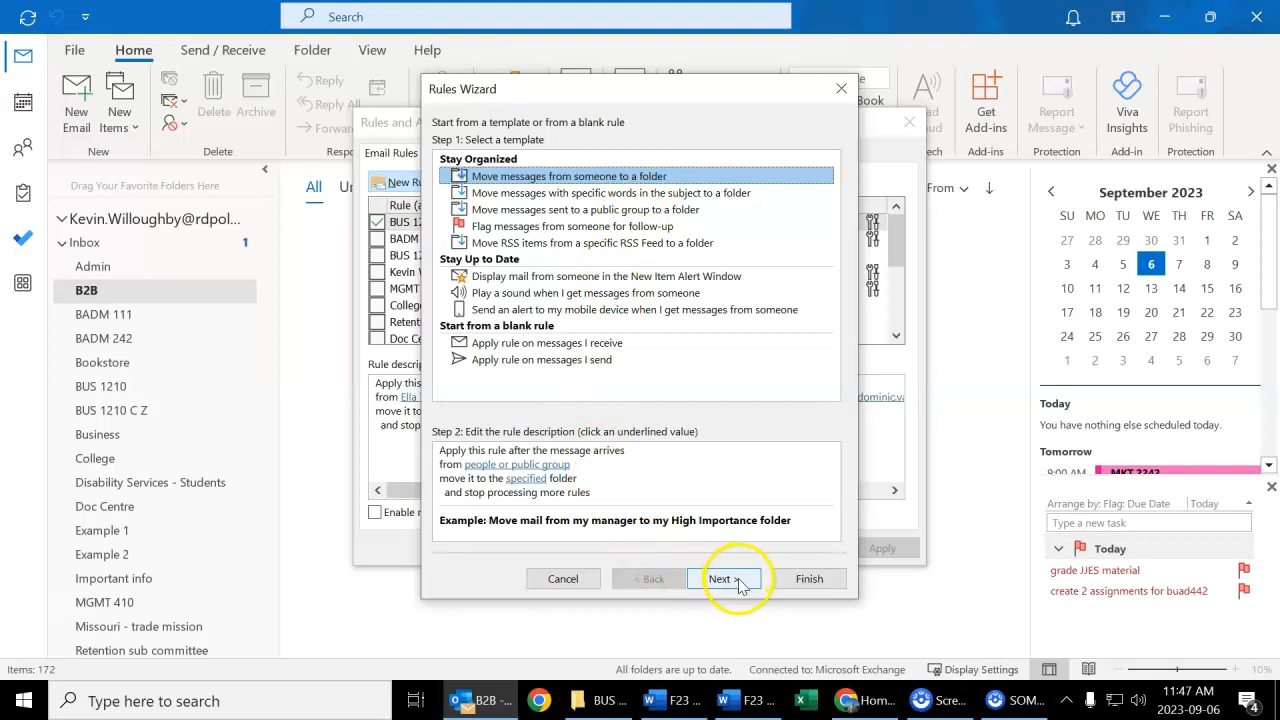 Search
File Home Send / Receive Folder View Help
New Email
New Items
Delete
Archive
Reply
Reply All
Forward
Book
Get Add-ins
Viva Insights
Report Message
Report Phishing
New
Delete
Protection
Add-in
Protection
Add-ins
Drag Your Favorite Folders Here
Kevin.Willoughby@rdpol...
Inbox 1
Admin
B2B
BADM 111
BADM 242
Bookstore
BUS 1210
BUS 1210 C Z
Business
College
Disability Services - Students
Doc Centre
Example 1
Example 2
Important info
MGMT 410
Missouri - trade mission
Retention sub committee
All
From
Email Rules
Rule descri
Apply this
from Ella
move it to
and stop
dominic.va
Apply
Rules Wizard
Start from a template or from a blank rule
Step 1: Select a template
Stay Organized
Move messages from someone to a folder
Move messages with specific words in the subject to a folder
Move messages sent to a public group to a folder
Flag messages from someone for follow-up
Move RSS items from a specific RSS Feed to a folder
Stay Up to Date
Display mail from someone in the New Item Alert Window
Play a sound when I get messages from someone
Send an alert to my mobile device when I get messages from someone
Start from a blank rule
Apply rule on messages I receive
Apply rule on messages I send
Step 2: Edit the rule description (click an underlined value)
Apply this rule after the message arrives
from people or public group
move it to the specified folder
and stop processing more rules
Example: Move mail from my manager to my High Importance folder
Cancel < Back Next > Finish
September 2023
SU MO TU WE TH FR SA
27 28 29 30 31 1 2
3 4 5 6 7 8 9
10 11 12 13 14 15 16
17 18 19 20 21 22 23
24 25 26 27 28 29 30
1 2 3 4 5 6 7
Today
You have nothing else scheduled today.
Tomorrow
9:00 AM MKT 2243
Arrange by: Flag: Due Date Today
Type a new task
Today
grade JJES material
create 2 assignments for buad442
Items: 172 All folders are up to date. Connected to: Microsoft Exchange Display Settings 10%
Type here to search
B2B -...
BUS ...
F23 ...
F23 ...
Hom...
Scre...
SOM...
11:47 AM
2023-09-06
4